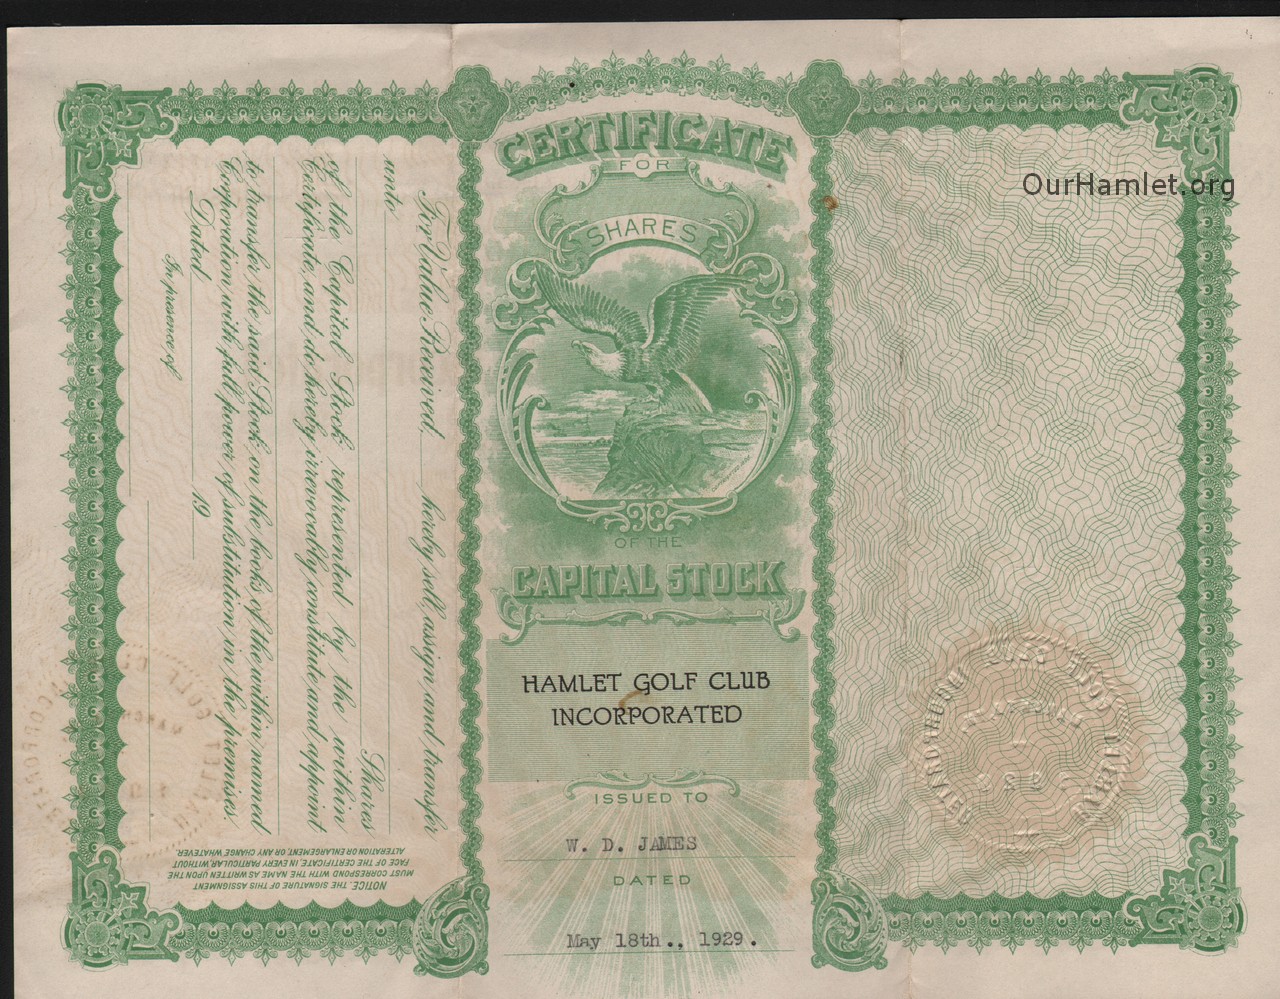 CERTIFICATE
FOR
SHARES
OF THE
CAPITAL STOCK
HAMLET GOLF CLUB
INCORPORATED
ISSUED TO
W. D. JAMES
DATED
May 18th., 1929.
For Value Received, hereby sell, assign and transfer
unto
Shares
of the Capital Stock represented by the within
Certificate, and do hereby irrevocably constitute and appoint
to transfer the said Stock on the books of the within named
Corporation with full power of substitution in the premises.
Dated 19
In presence of
NOTICE. THE SIGNATURE OF THIS ASSIGNMENT
MUST CORRESPOND WITH THE NAME AS WRITTEN UPON THE
FACE OF THE CERTIFICATE, IN EVERY PARTICULAR, WITHOUT
ALTERATION OR ENLARGEMENT, OR ANY CHANGE WHATEVER.
OurHamlet.org